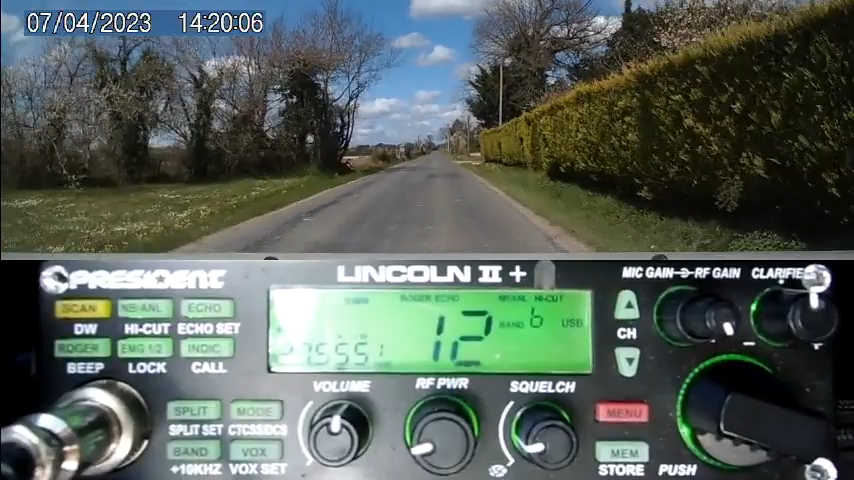 07/04/2023 14:20:06
PRESIDENT LINCOLN II + MIC GAIN RF GAIN CLARIFIER
SCAN NB/ANL ECHO
DW HI-CUT ECHO SET
ROGER EMG 1/2 INDIC
BEEP LOCK CALL
ROGER ECHO NB/ANL HI-CUT
12 BAND b USB
CH
VOLUME RF PWR SQUELCH
SPLIT MODE
SPLIT SET CTCSS/DCS
BAND VOX
+10KHZ VOX SET
MENU
MEM
STORE PUSH
- +